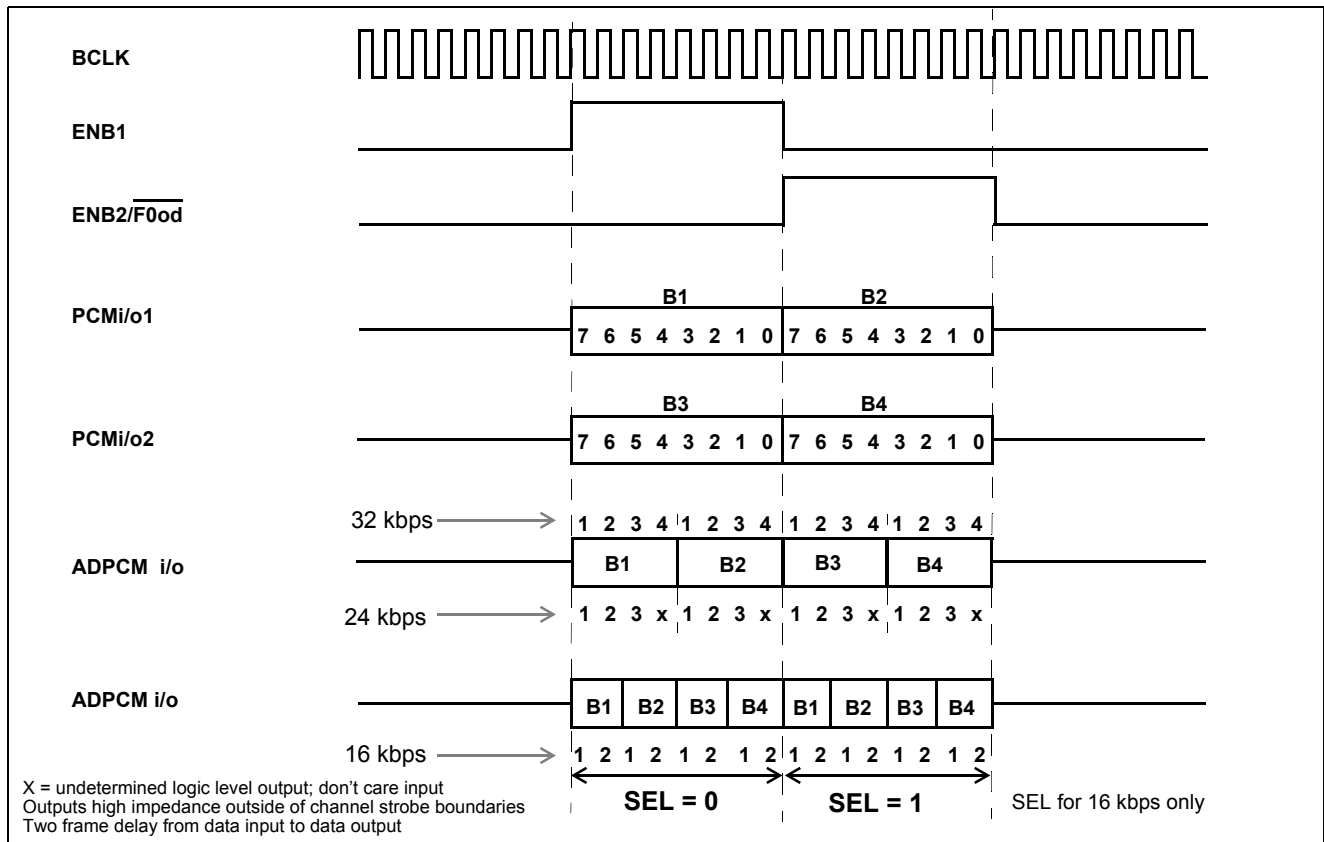 BCLK
ENB1
ENB2/F0od
B1 B2
PCMi/o1
7 6 5 4 3 2 1 0 7 6 5 4 3 2 1 0
B3 B4
PCMi/o2
7 6 5 4 3 2 1 0 7 6 5 4 3 2 1 0
32 kbps 1 2 3 4 1 2 3 4 1 2 3 4 1 2 3 4
ADPCM i/o B1 B2 B3 B4
24 kbps 1 2 3 x 1 2 3 x 1 2 3 x 1 2 3 x
ADPCM i/o B1 B2 B3 B4 B1 B2 B3 B4
16 kbps 1 2 1 2 1 2 1 2 1 2 1 2 1 2 1 2
X = undetermined logic level output; don't care input
Outputs high impedance outside of channel strobe boundaries
Two frame delay from data input to data output
SEL = 0 SEL = 1 SEL for 16 kbps only